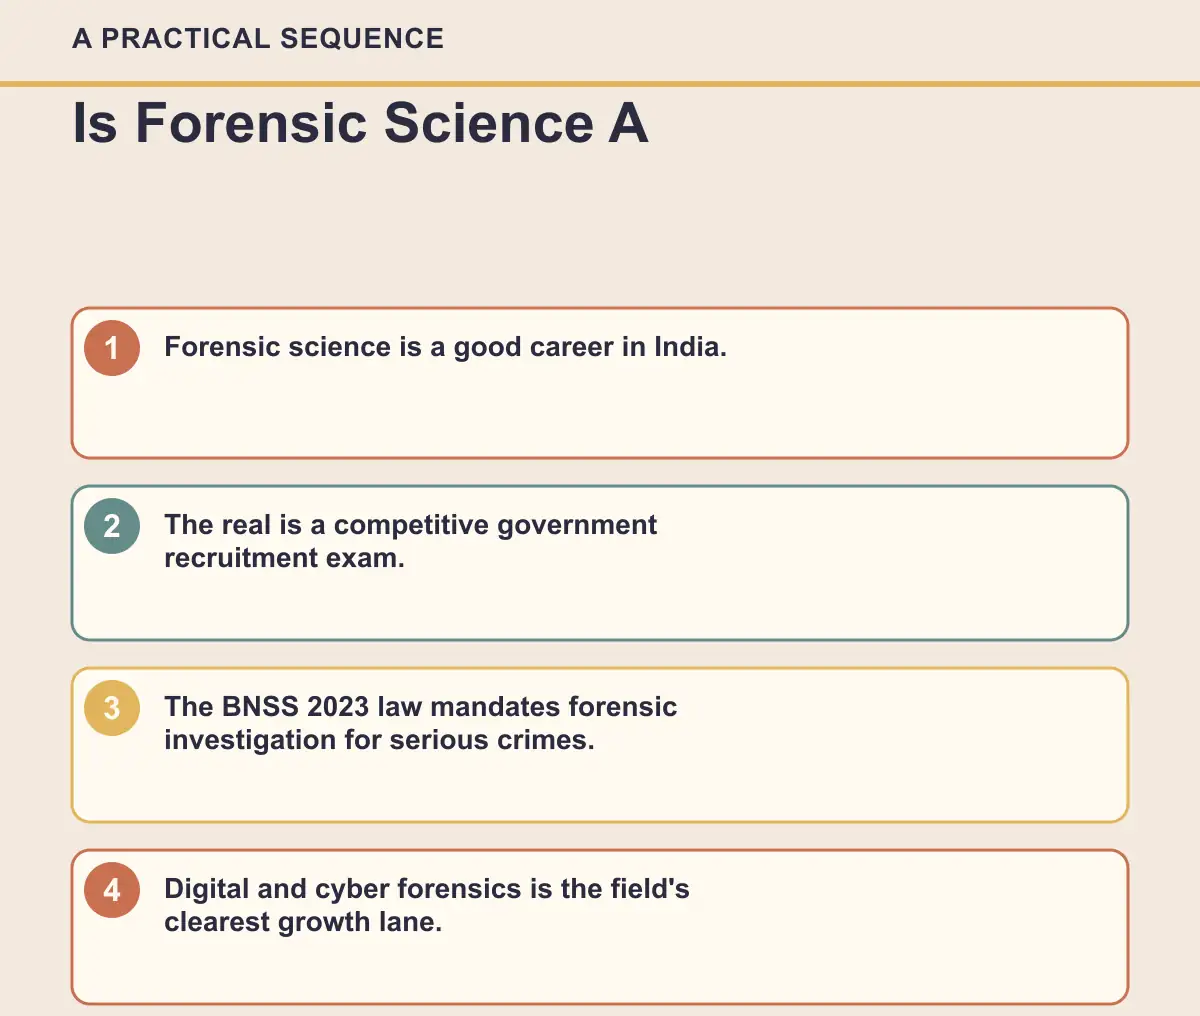 A PRACTICAL SEQUENCE
Is Forensic Science A
1
Forensic science is a good career in India.
2
The real is a competitive government
recruitment exam.
3
The BNSS 2023 law mandates forensic
investigation for serious crimes.
4
Digital and cyber forensics is the field's
clearest growth lane.